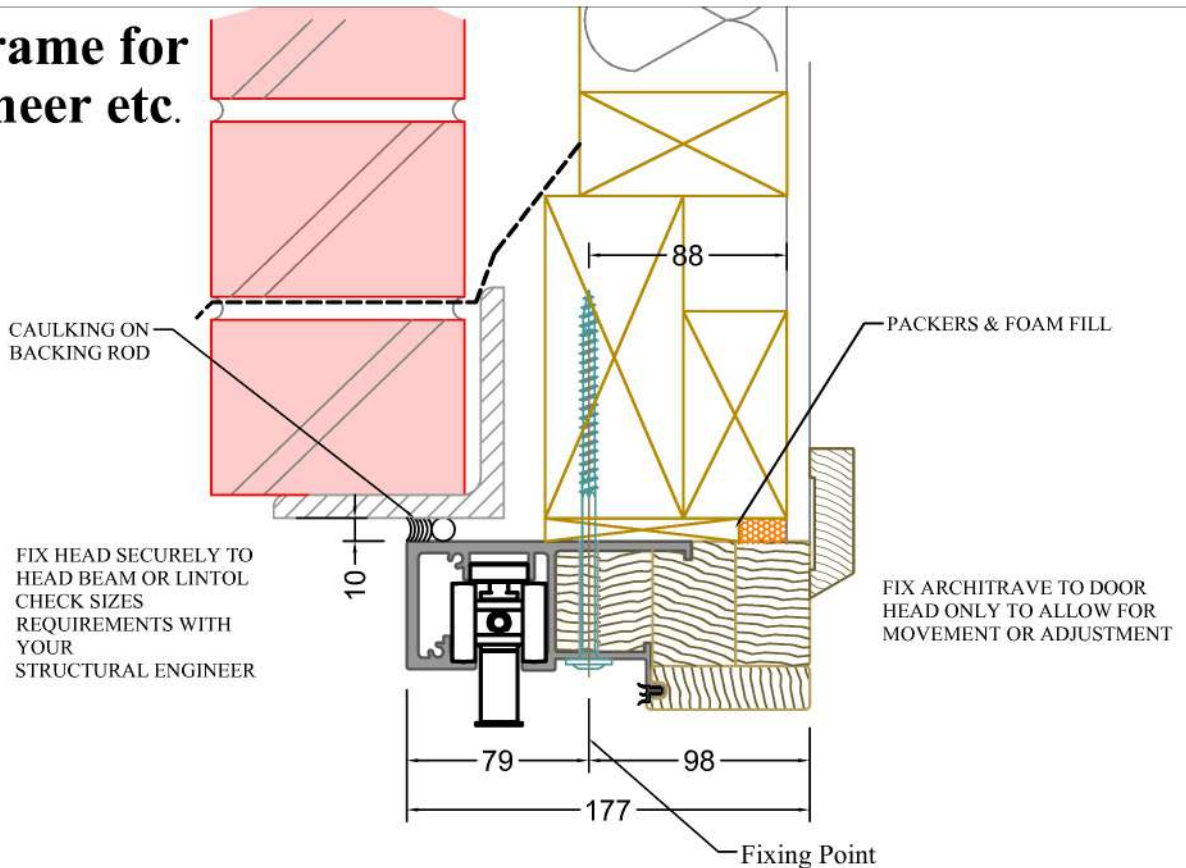 rame for
neer etc.
88
CAULKING ON
BACKING ROD
PACKERS & FOAM FILL
FIX HEAD SECURELY TO
HEAD BEAM OR LINTOL
CHECK SIZES
REQUIREMENTS WITH
YOUR
STRUCTURAL ENGINEER
10
FIX ARCHITRAVE TO DOOR
HEAD ONLY TO ALLOW FOR
MOVEMENT OR ADJUSTMENT
79
98
177
Fixing Point